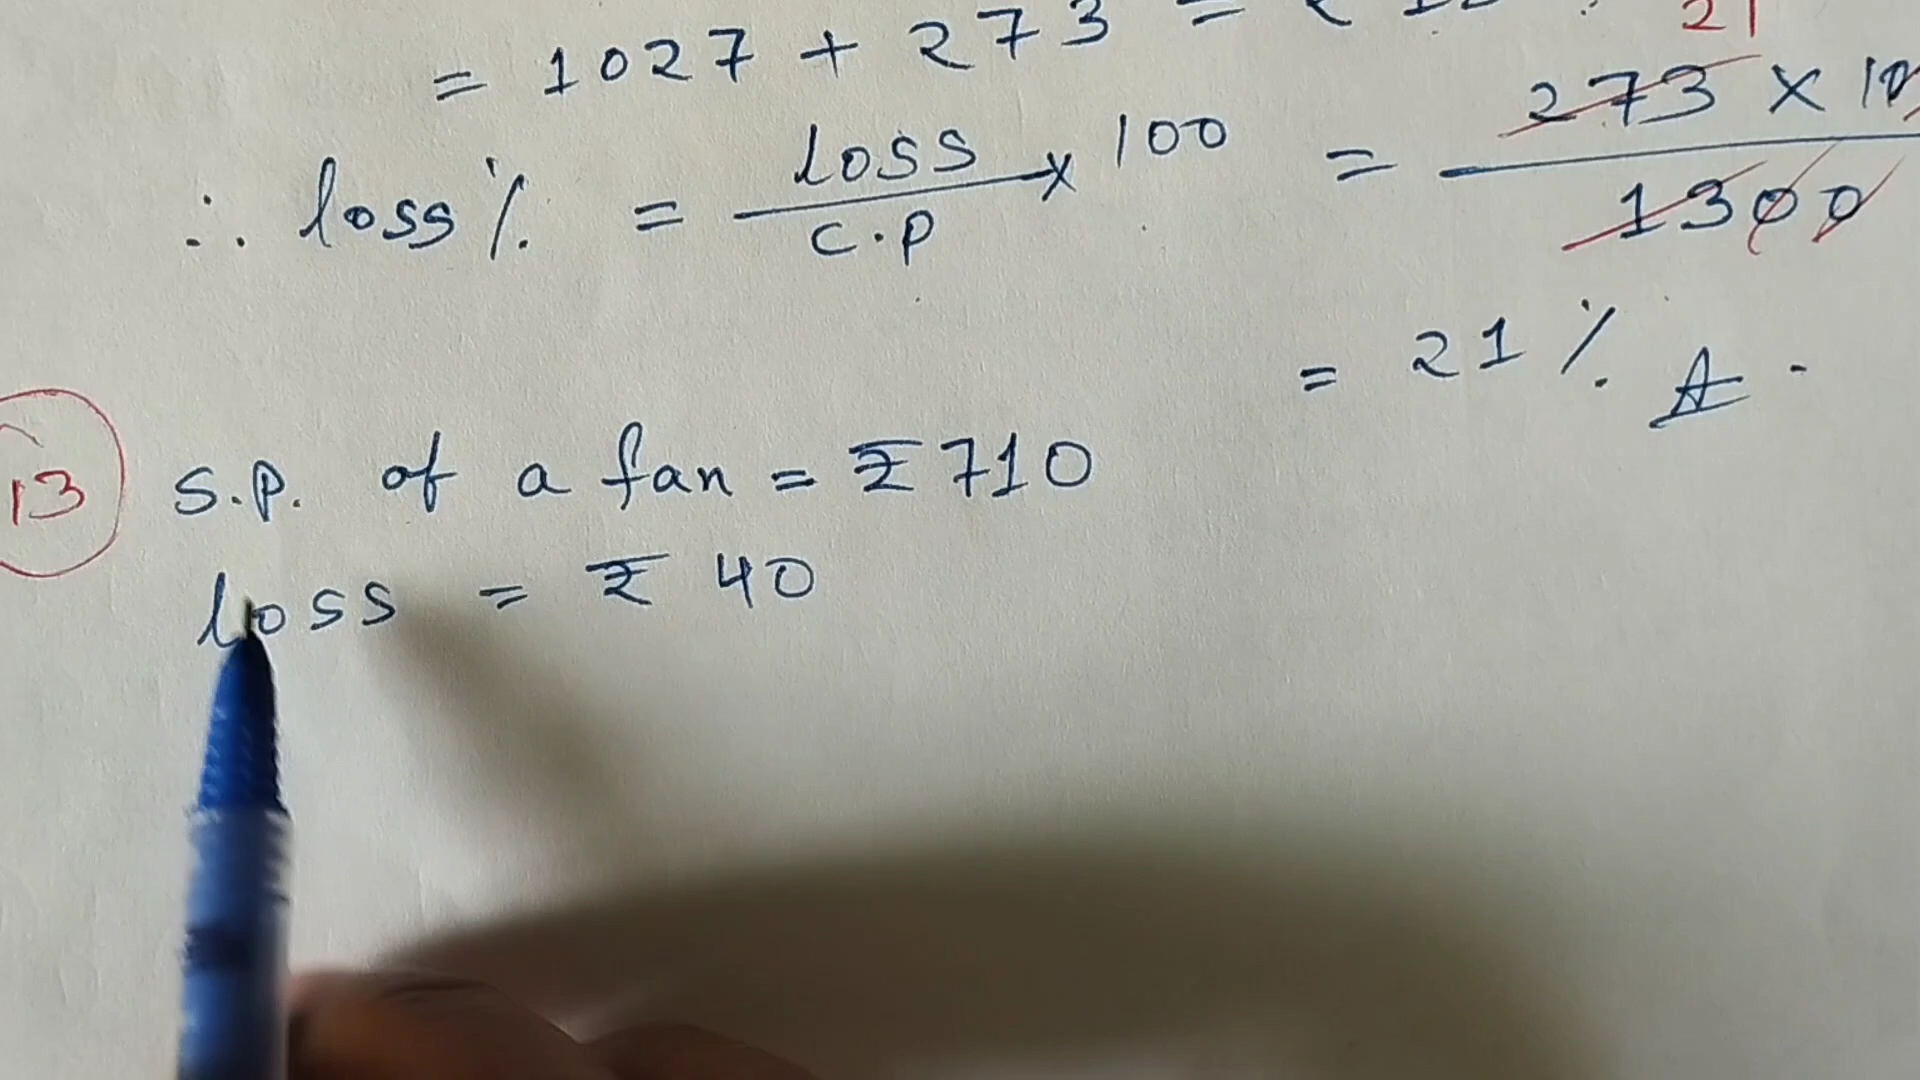 = 1027 + 273 = ₹
21
∴ loss% = loss/C.P × 100 = 273 × 10/1300
= 21% A.
13 S.P. of a fan = ₹710
loss = ₹ 40